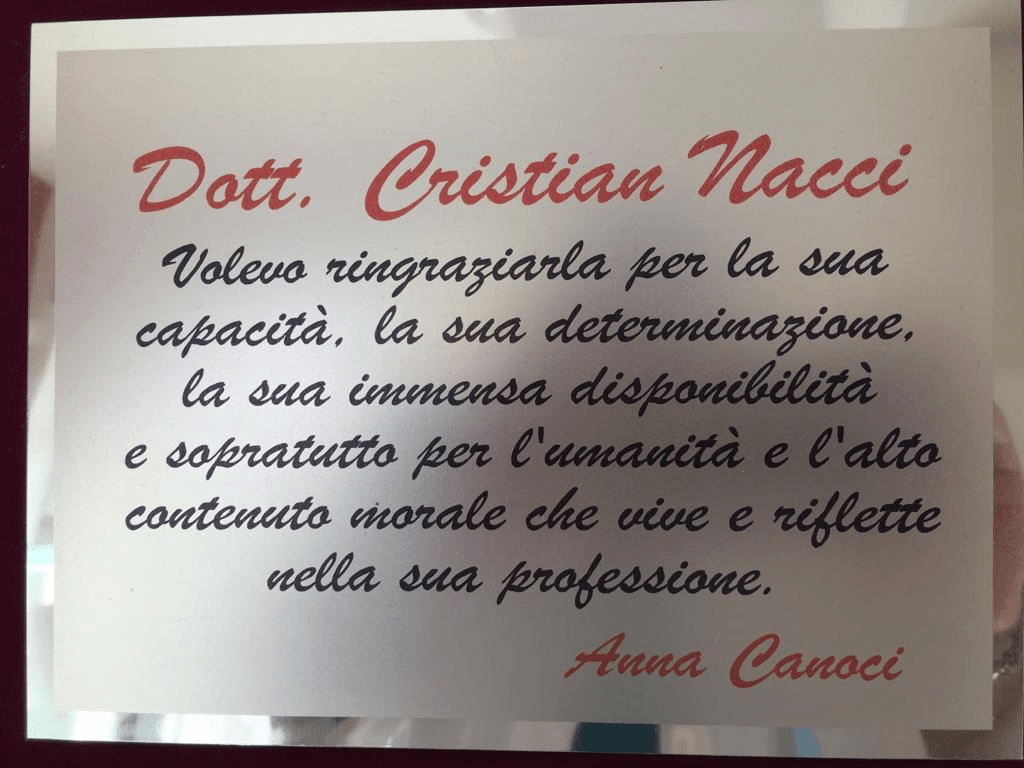 Dott. Cristian Nacci
Volevo ringraziarla per la sua
capacità, la sua determinazione,
la sua immensa disponibilità
e sopratutto per l'umanità e l'alto
contenuto morale che vive e riflette
nella sua professione.
Anna Canoci